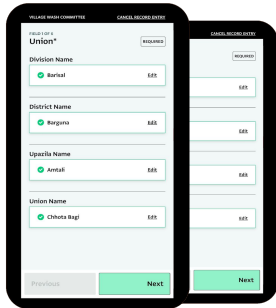 VILLAGE WASH COMMITTEE CANCEL RECORD ENTRY
FIELD 1 OF 6
Union* REQUIRED
Division Name
Barisal Edit
District Name
Barguna Edit
Upazila Name
Amtali Edit
Union Name
Chhota Bagi Edit
Previous Next
CANCEL RECORD ENTRY
REQUIRED
Edit
Edit
Edit
Edit
Next